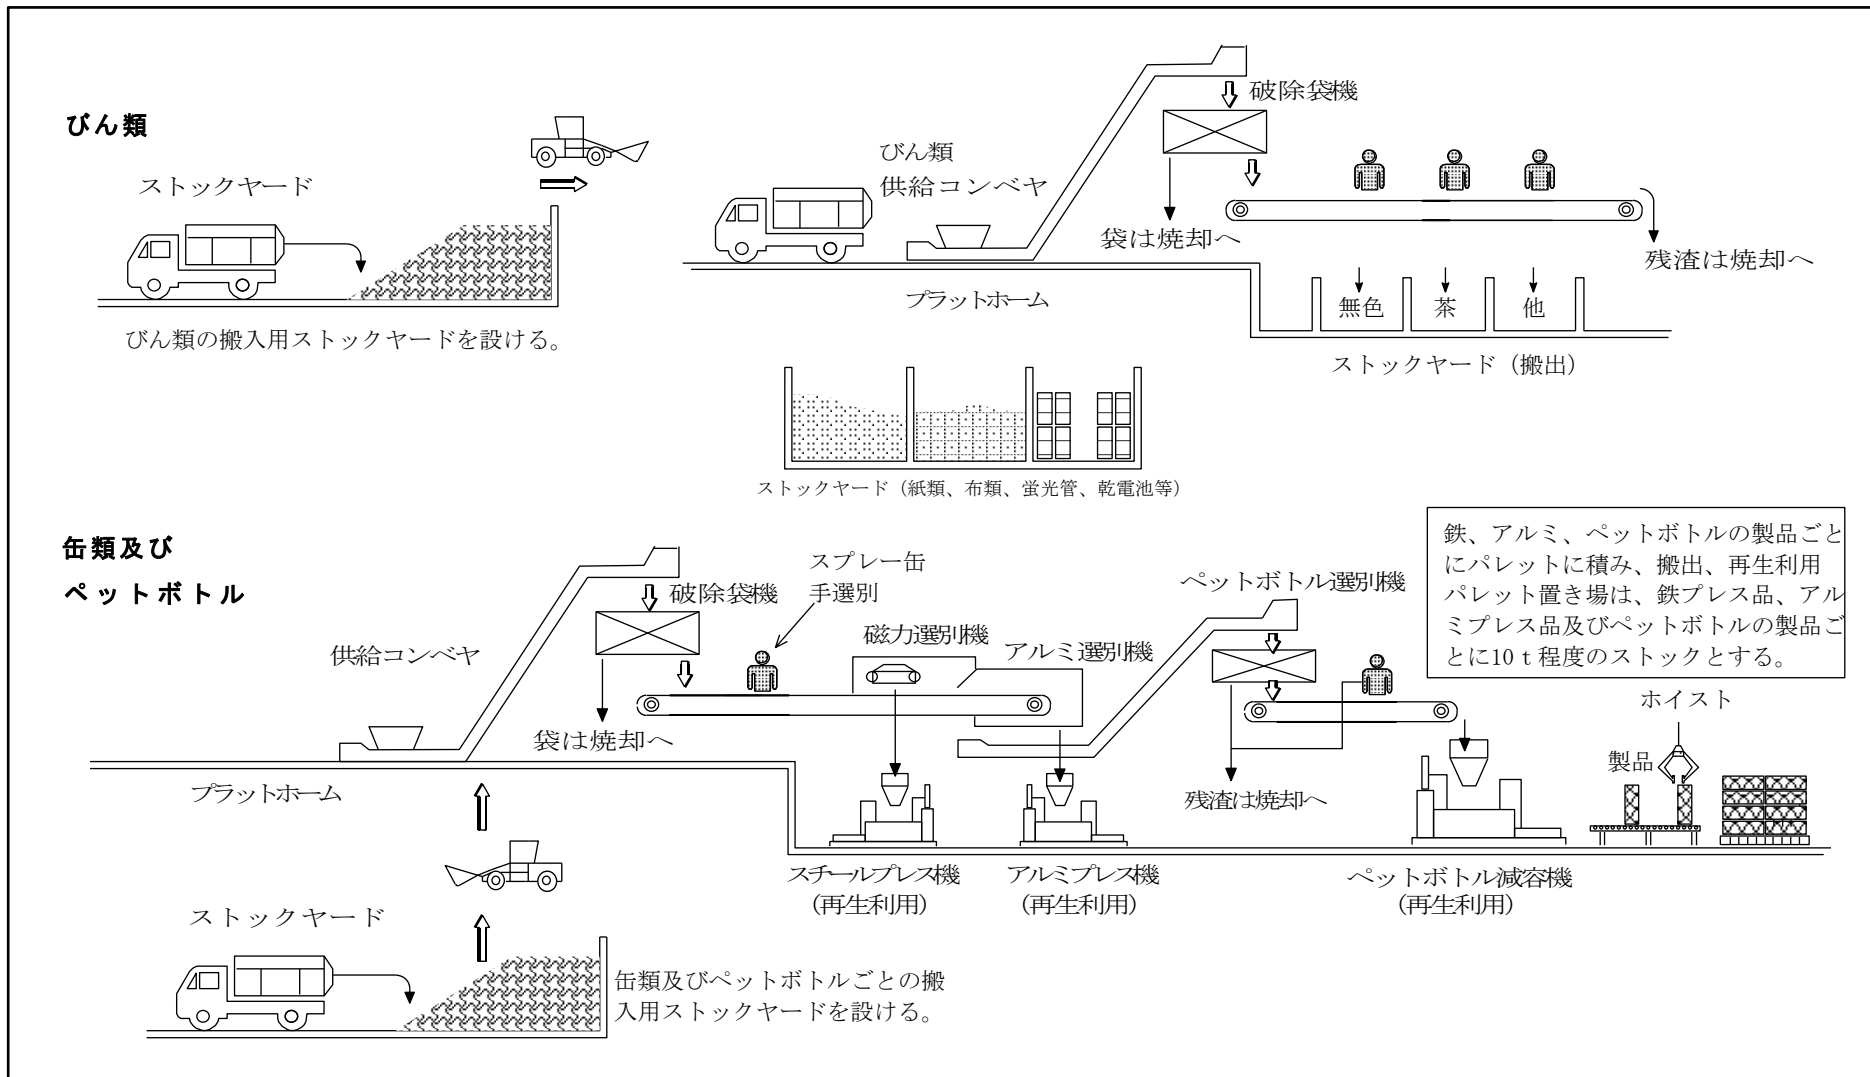 びん類
ストックヤード
びん類の搬入用ストックヤードを設ける。
びん類
供給コンベヤ
プラットホーム
破除袋機
袋は焼却へ
残渣は焼却へ
無色
茶
他
ストックヤード（搬出）
ストックヤード（紙類、布類、蛍光管、乾電池等）
缶類及び
ペットボトル
供給コンベヤ
プラットホーム
破除袋機
袋は焼却へ
スプレー缶
手選別
磁力選別機
アルミ選別機
ペットボトル選別機
残渣は焼却へ
鉄、アルミ、ペットボトルの製品ごと
にパレットに積み、搬出、再生利用
パレット置き場は、鉄プレス品、アル
ミプレス品及びペットボトルの製品ご
とに10ｔ程度のストックとする。
ホイスト
製品
スチールプレス機
(再生利用)
アルミプレス機
(再生利用)
ペットボトル減容機
(再生利用)
ストックヤード
缶類及びペットボトルごとの搬
入用ストックヤードを設ける。